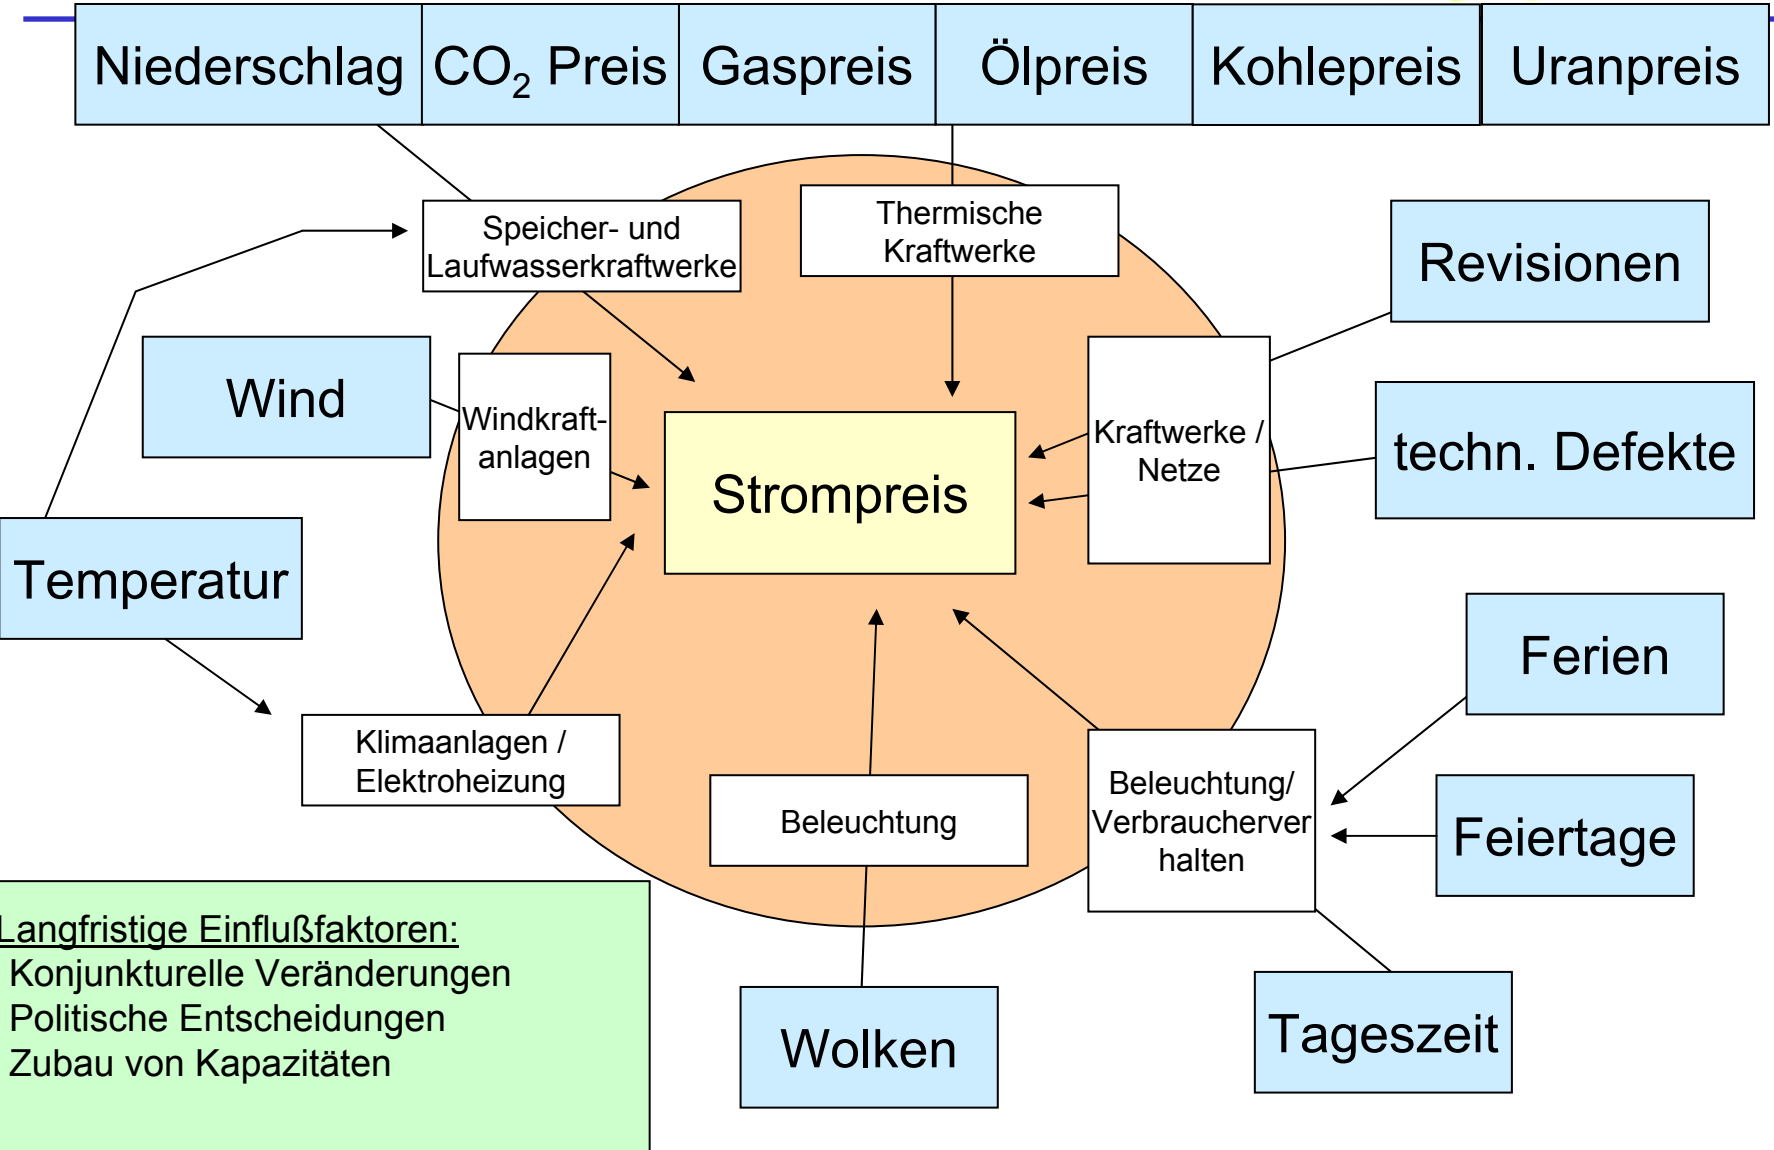 Niederschlag
CO₂ Preis
Gaspreis
Ölpreis
Kohlepreis
Uranpreis
Speicher- und
Laufwasserkraftwerke
Thermische
Kraftwerke
Revisionen
Wind
Windkraft-
anlagen
Strompreis
Kraftwerke /
Netze
techn. Defekte
Temperatur
Ferien
Klimaanlagen /
Elektroheizung
Beleuchtung
Beleuchtung/
Verbraucherver
halten
Feiertage
Langfristige Einflußfaktoren:
Konjunkturelle Veränderungen
Politische Entscheidungen
Zubau von Kapazitäten
Wolken
Tageszeit